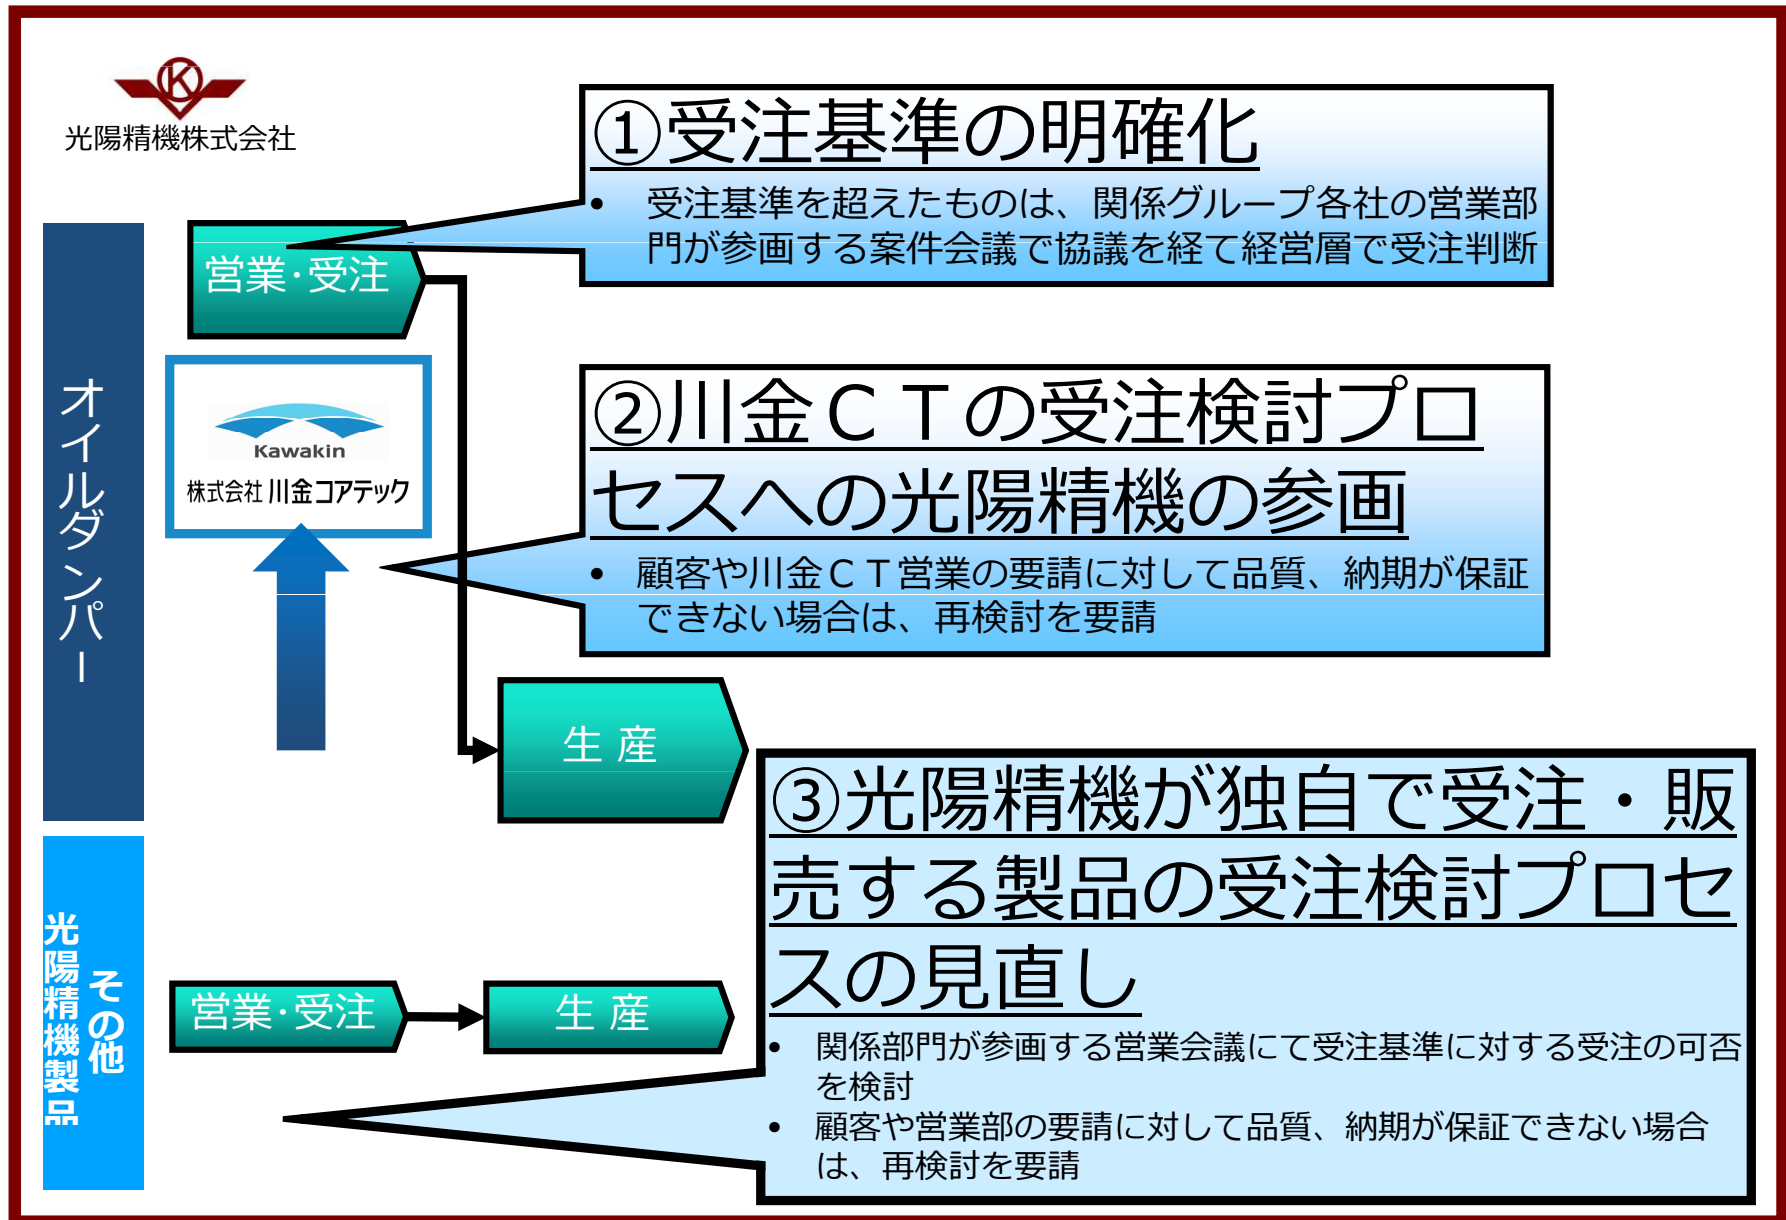 光陽精機株式会社
①受注基準の明確化
• 受注基準を超えたものは、関係グループ各社の営業部
門が参画する案件会議で協議を経て経営層で受注判断
オイルダンパー
営業･受注
Kawakin
株式会社川金コアテック
②川金ＣＴの受注検討プロ
セスへの光陽精機の参画
• 顧客や川金ＣＴ営業の要請に対して品質、納期が保証
できない場合は、再検討を要請
生 産
③光陽精機が独自で受注・販
売する製品の受注検討プロセ
スの見直し
• 関係部門が参画する営業会議にて受注基準に対する受注の可否
を検討
• 顧客や営業部の要請に対して品質、納期が保証できない場合
は、再検討を要請
その他
光陽精機製品
営業･受注
生 産